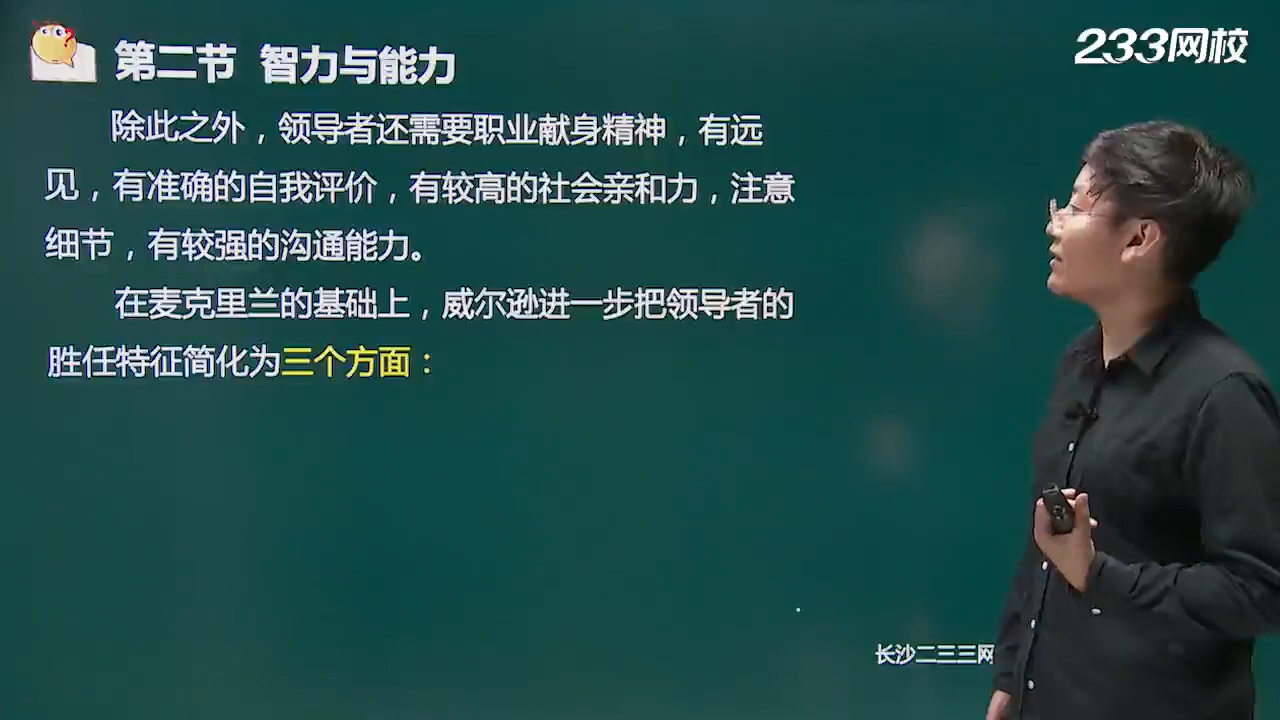 233网校
第二节 智力与能力
除此之外，领导者还需要职业献身精神，有远
见，有准确的自我评价，有较高的社会亲和力，注意
细节，有较强的沟通能力。
在麦克里兰的基础上，威尔逊进一步把领导者的
胜任特征简化为三个方面：
长沙二三三网